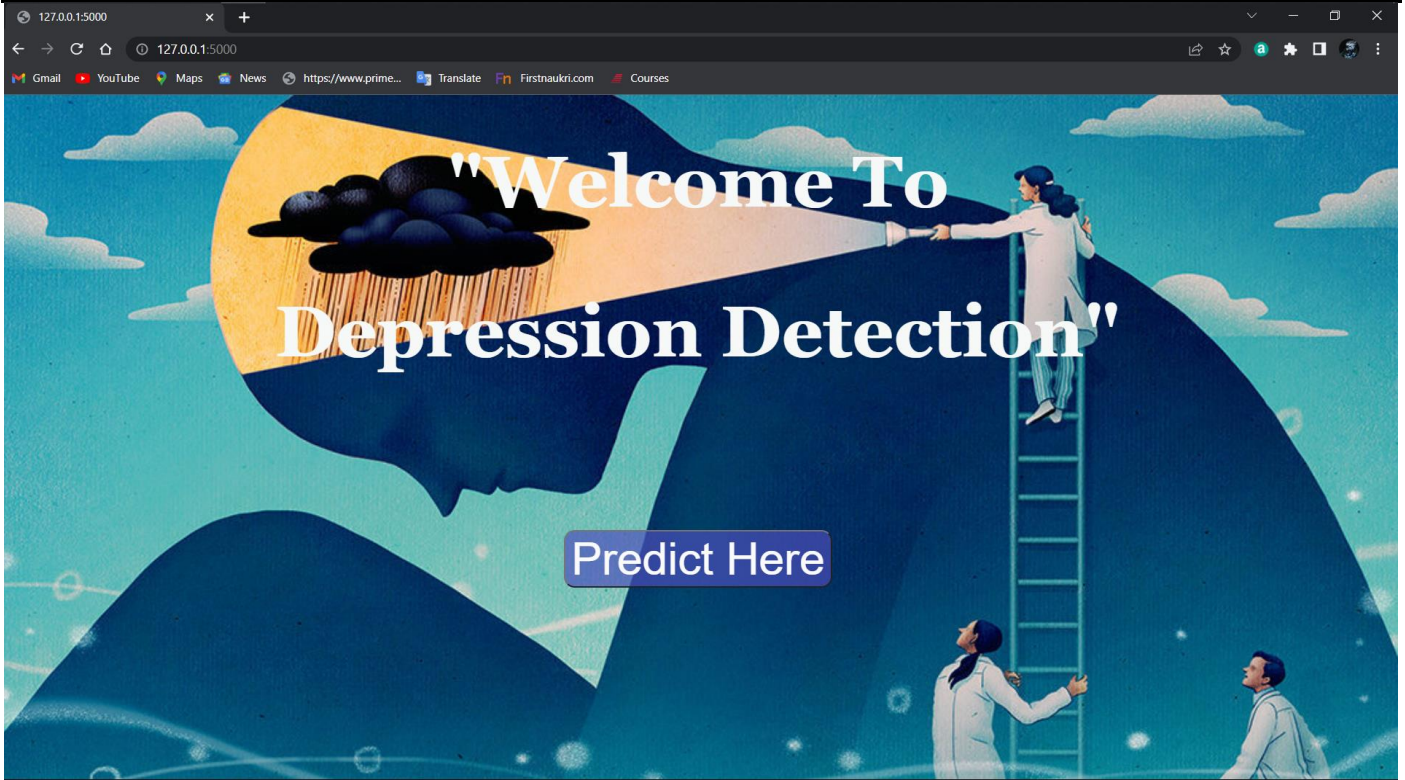 127.0.0.1:5000
127.0.0.1:5000
Gmail YouTube Maps News https://www.prime... Translate Fn Firstnaukri.com Courses
"Welcome To
Depression Detection"
Predict Here